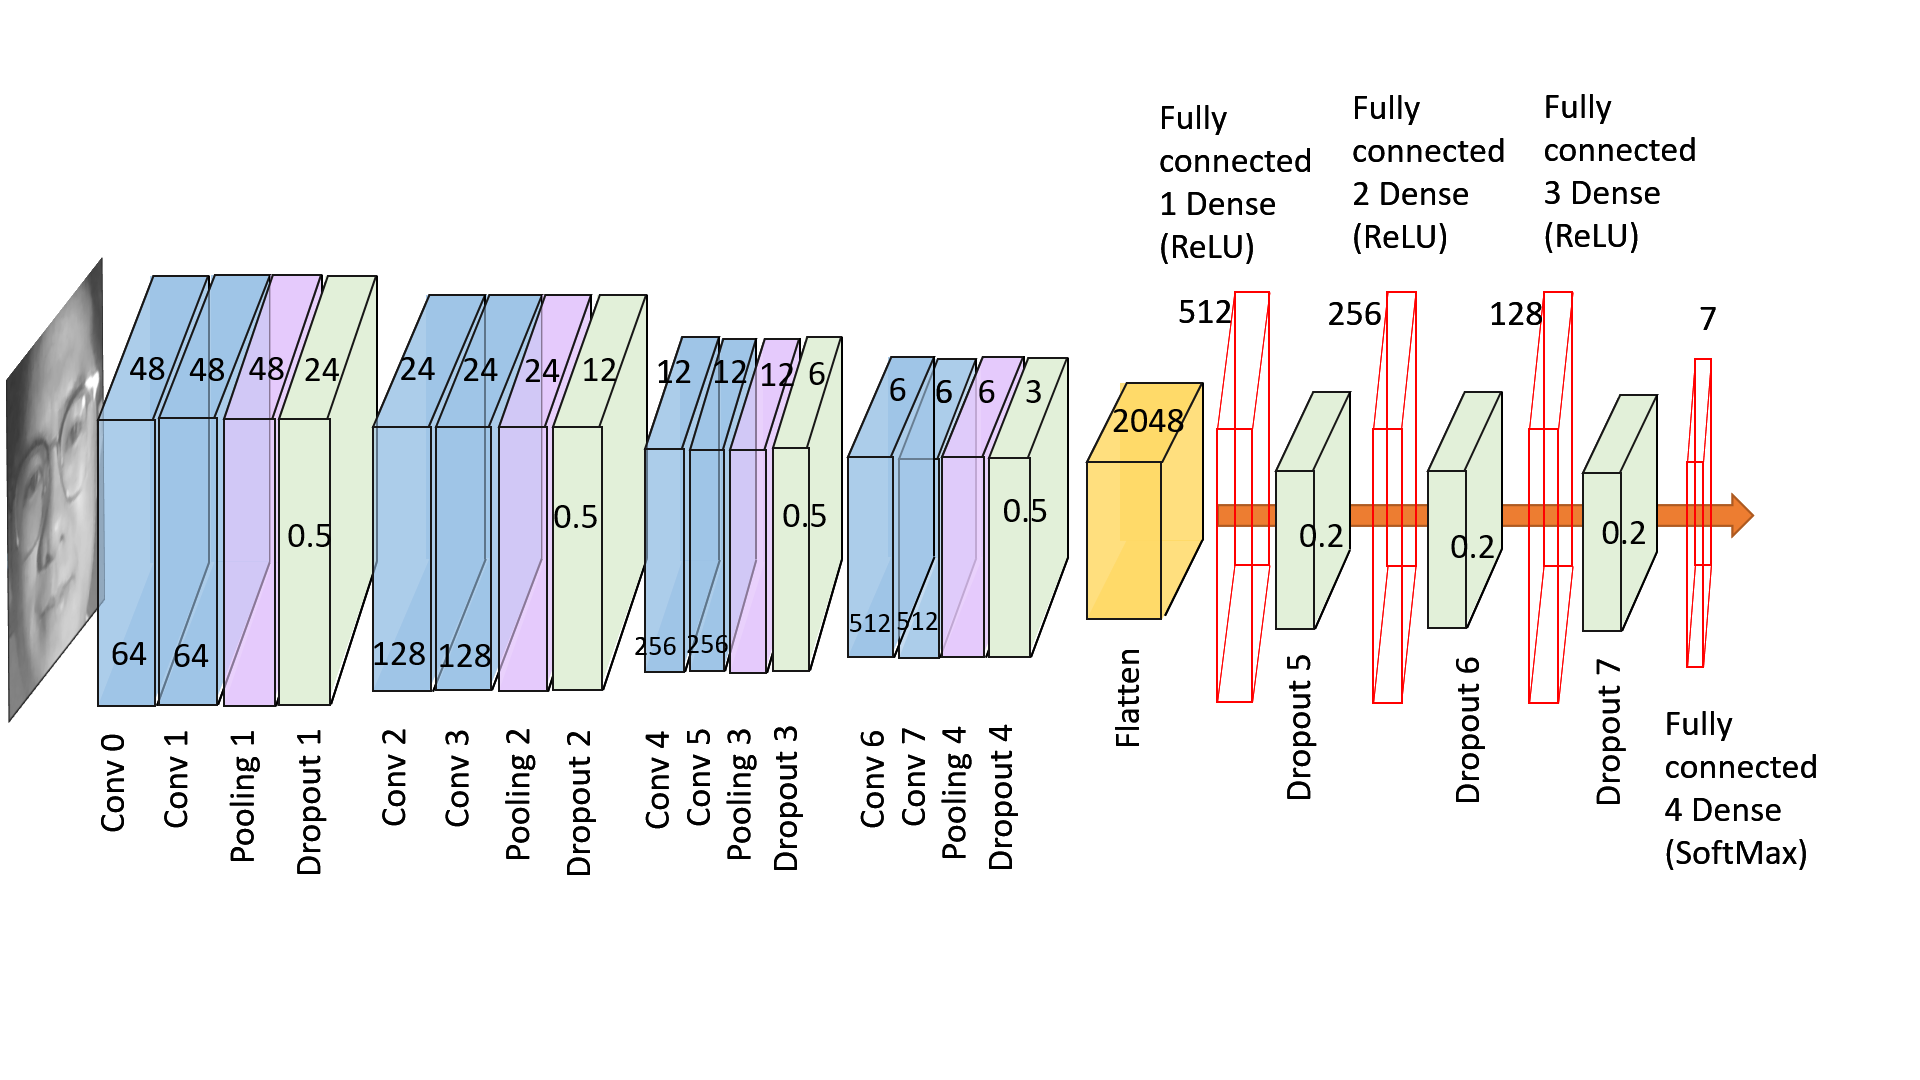 Fully
connected
1 Dense
(ReLU)
Fully
connected
2 Dense
(ReLU)
Fully
connected
3 Dense
(ReLU)
512
256
128
7
48
48
48
24
24
24
24
12
12
12
12
6
6
6
6
3
2048
0.5
0.5
0.5
0.5
0.2
0.2
0.2
64
64
128
128
256
256
512
512
Conv 0
Conv 1
Pooling 1
Dropout 1
Conv 2
Conv 3
Pooling 2
Dropout 2
Conv 4
Conv 5
Pooling 3
Dropout 3
Conv 6
Conv 7
Pooling 4
Dropout 4
Flatten
Dropout 5
Dropout 6
Dropout 7
Fully
connected
4 Dense
(SoftMax)